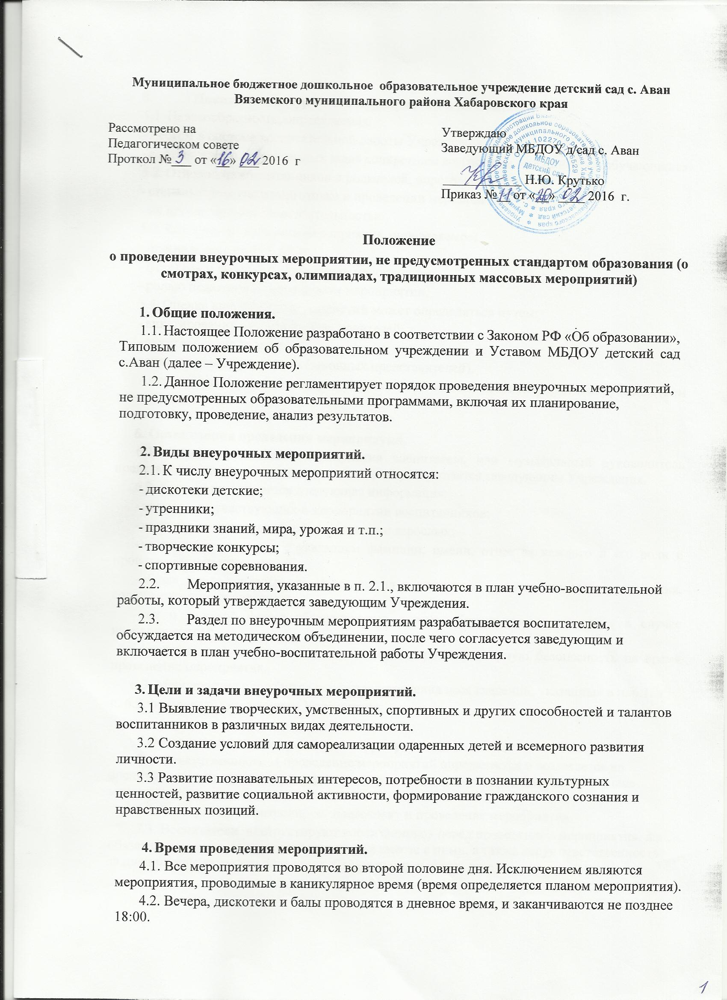 Муниципальное бюджетное дошкольное образовательное учреждение детский сад с. Аван
Вяземского муниципального района Хабаровского края
Рассмотрено на
Педагогическом совете
Проткол № 3 от «16» 02 2016 г
Утверждаю
Заведующий МБДОУ д/сад с. Аван
Н.Ю. Крутько
Приказ № 11 от «20» 02 2016 г.
МБДОУ
детский сад
с. Аван
Положение
о проведении внеурочных мероприятии, не предусмотренных стандартом образования (о
смотрах, конкурсах, олимпиадах, традиционных массовых мероприятий)
1. Общие положения.
1.1. Настоящее Положение разработано в соответствии с Законом РФ «Об образовании»,
Типовым положением об образовательном учреждении и Уставом МБДОУ детский сад
с.Аван (далее – Учреждение).
1.2. Данное Положение регламентирует порядок проведения внеурочных мероприятий,
не предусмотренных образовательными программами, включая их планирование,
подготовку, проведение, анализ результатов.
2. Виды внеурочных мероприятий.
2.1. К числу внеурочных мероприятий относятся:
- дискотеки детские;
- утренники;
- праздники знаний, мира, урожая и т.п.;
- творческие конкурсы;
- спортивные соревнования.
2.2. Мероприятия, указанные в п. 2.1., включаются в план учебно-воспитательной
работы, который утверждается заведующим Учреждения.
2.3. Раздел по внеурочным мероприятиям разрабатывается воспитателем,
обсуждается на методическом объединении, после чего согласуется заведующим и
включается в план учебно-воспитательной работы Учреждения.
3. Цели и задачи внеурочных мероприятий.
3.1 Выявление творческих, умственных, спортивных и других способностей и талантов
воспитанников в различных видах деятельности.
3.2 Создание условий для самореализации одаренных детей и всемерного развития
личности.
3.3 Развитие познавательных интересов, потребности в познании культурных
ценностей, развитие социальной активности, формирование гражданского сознания и
нравственных позиций.
4. Время проведения мероприятий.
4.1. Все мероприятия проводятся во второй половине дня. Исключением являются
мероприятия, проводимые в каникулярное время (время определяется планом мероприятия).
4.2. Вечера, дискотеки и балы проводятся в дневное время, и заканчиваются не позднее
18:00.
1